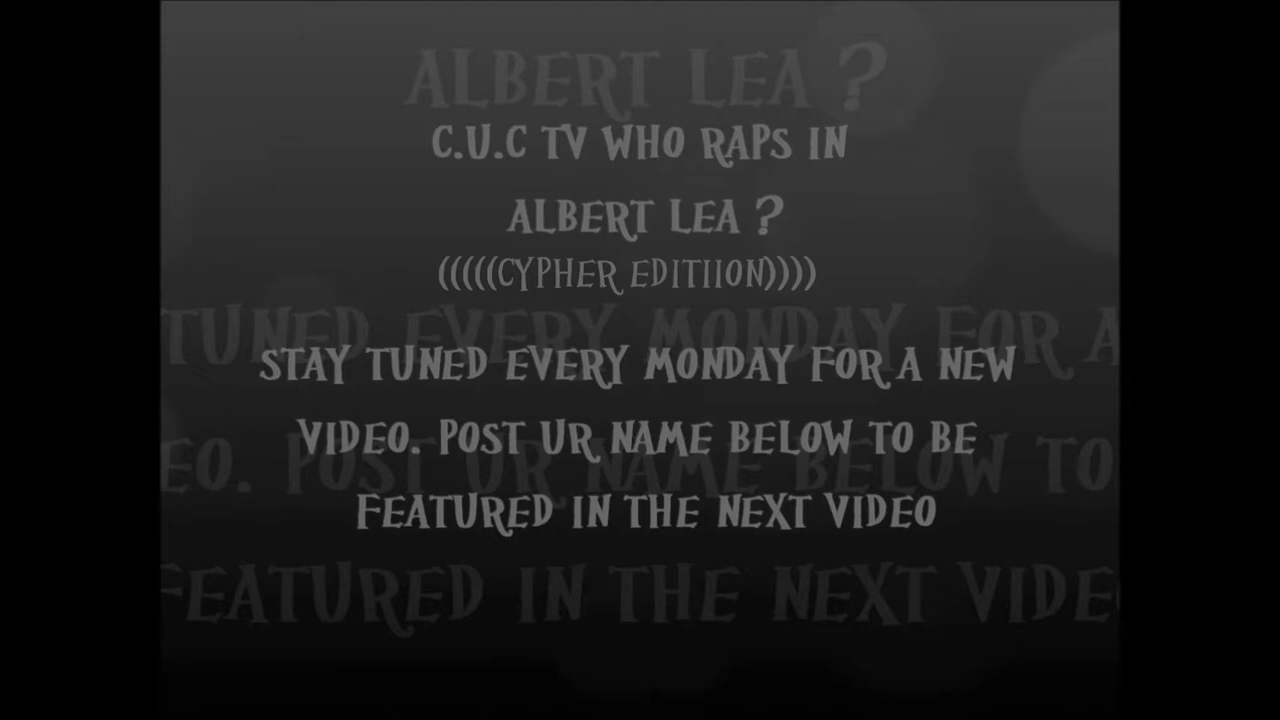 ALBERT LEA ?
C.U.C TV WHO RAPS IN
ALBERT LEA ?
(((((CYPHER EDITIION))))
TUNED EVERY MONDAY FOR A
STAY TUNED EVERY MONDAY FOR A NEW
VIDEO. POST UR NAME BELOW TO BE
EO. POST UR NAME BELOW TO
FEATURED IN THE NEXT VIDEO
FEATURED IN THE NEXT VIDEO